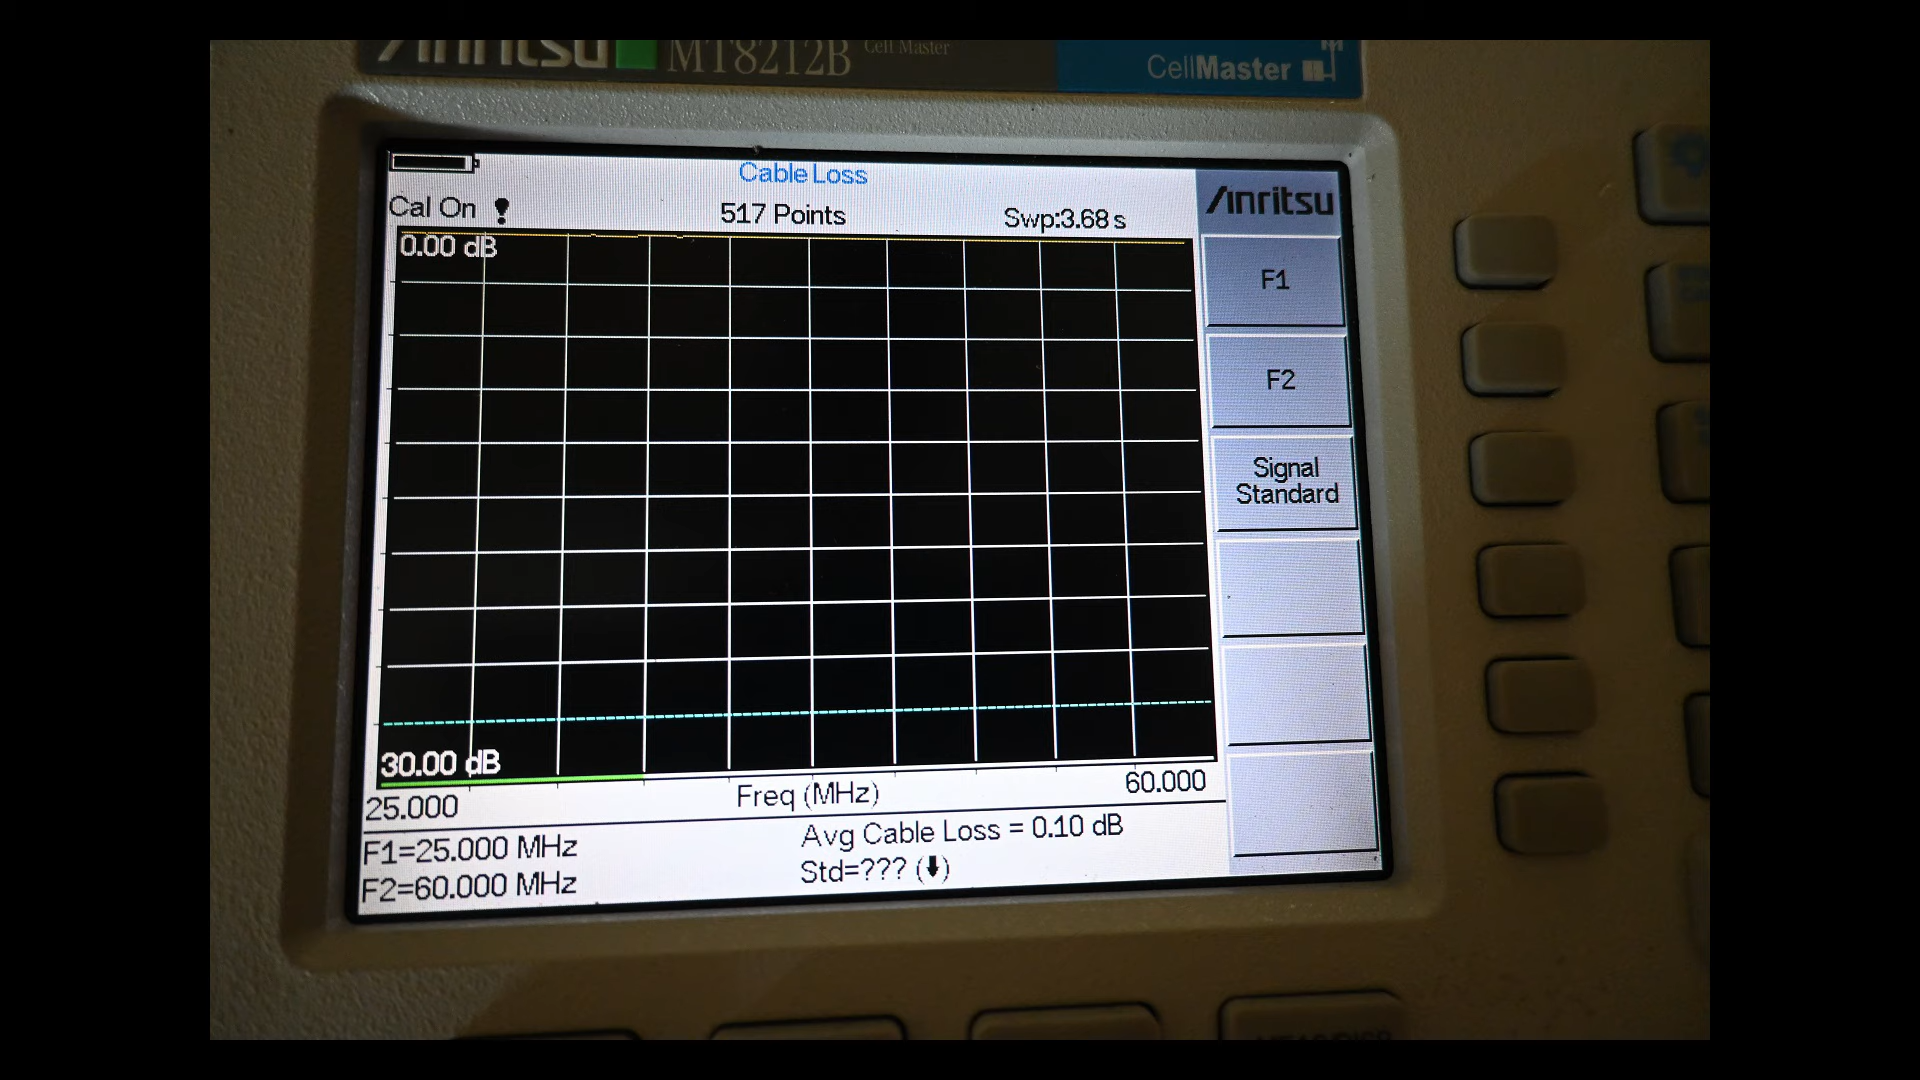 Anritsu MT8212B Cell Master
CellMaster
Cable Loss
Cal On
517 Points
Swp:3.68 s
Anritsu
0.00 dB
F1
F2
Signal
Standard
30.00 dB
25.000
Freq (MHz)
60.000
F1=25.000 MHz
Avg Cable Loss = 0.10 dB
F2=60.000 MHz
Std=??? (⬇)